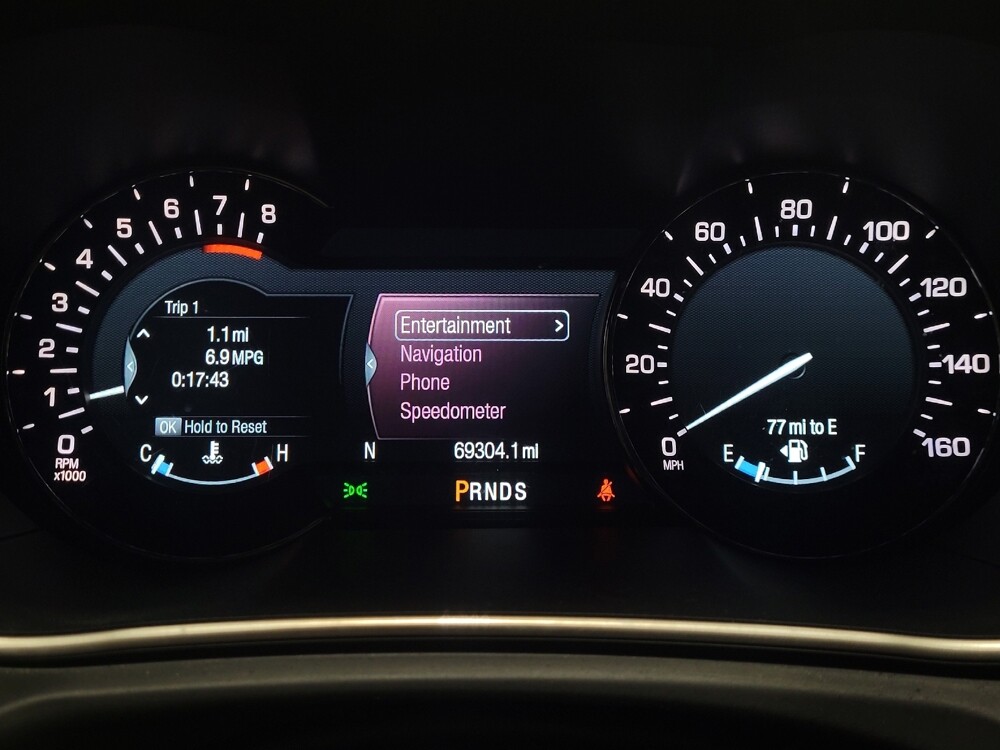 0
1
2
3
4
5
6
7
8
RPM
x1000
Trip 1
1.1 mi
6.9 MPG
0:17:43
OK Hold to Reset
C H
Entertainment >
Navigation
Phone
Speedometer
N 69304.1 mi
PRNDS
0
20
40
60
80
100
120
140
160
MPH
77 mi to E
E F